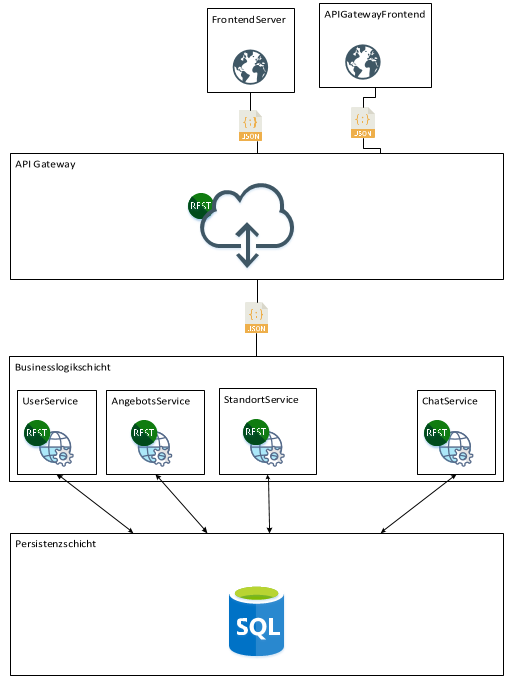 FrontendServer
APIGatewayFrontend
{:}
JSON
{:}
JSON
API Gateway
REST
{:}
JSON
Businesslogikschicht
UserService
AngebotsService
StandortService
ChatService
REST
REST
REST
REST
Persistenzschicht
SQL